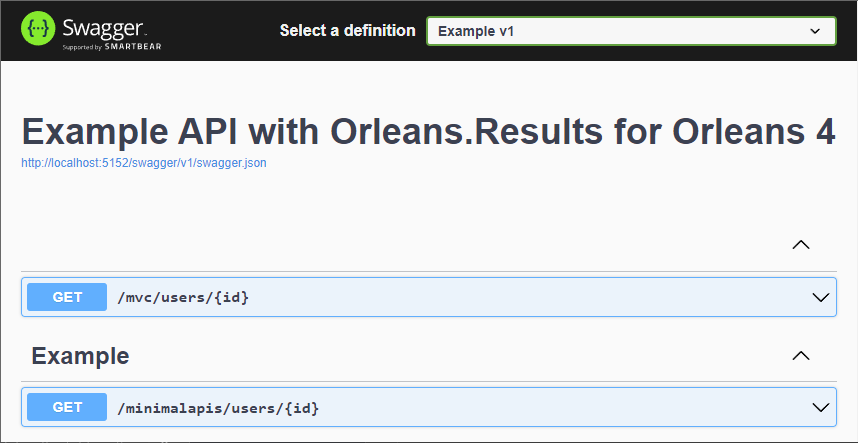 Swagger
Supported by SMARTBEAR
Select a definition
Example v1
Example API with Orleans.Results for Orleans 4
http://localhost:5152/swagger/v1/swagger.json
GET /mvc/users/{id}
Example
GET /minimalapis/users/{id}